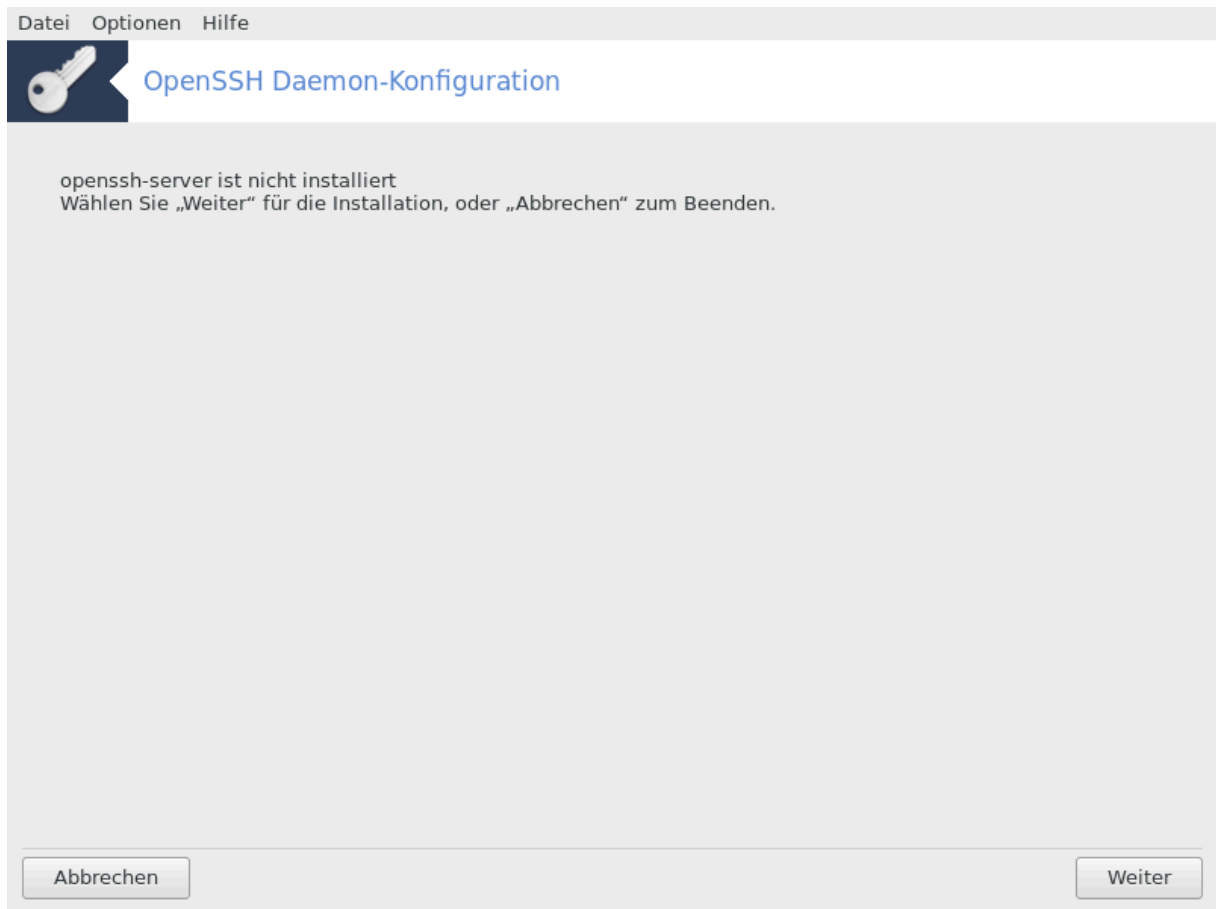 Datei Optionen Hilfe
OpenSSH Daemon-Konfiguration
openssh-server ist nicht installiert
Wählen Sie „Weiter“ für die Installation, oder „Abbrechen“ zum Beenden.
Abbrechen Weiter